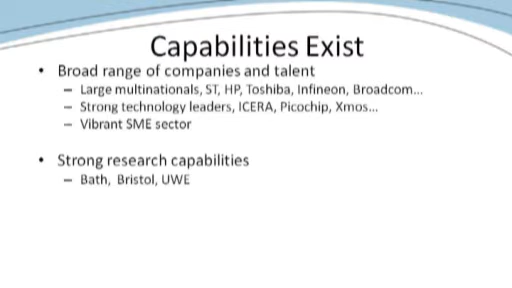 Capabilities Exist
• Broad range of companies and talent
– Large multinationals, ST, HP, Toshiba, Infineon, Broadcom…
– Strong technology leaders, ICERA, Picochip, Xmos…
– Vibrant SME sector
• Strong research capabilities
– Bath, Bristol, UWE